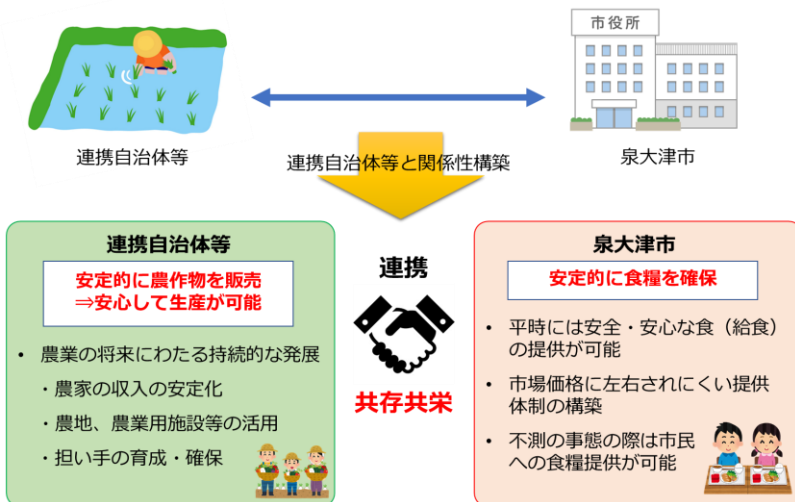 市役所
連携自治体等
泉大津市
連携自治体等と関係性構築
連携自治体等
安定的に農作物を販売
⇒安心して生産が可能
• 農業の将来にわたる持続的な発展
・農家の収入の安定化
・農地、農業用施設等の活用
・担い手の育成・確保
連携
共存共栄
泉大津市
安定的に食糧を確保
• 平時には安全・安心な食（給食）
の提供が可能
• 市場価格に左右されにくい提供
体制の構築
• 不測の事態の際は市民
への食糧提供が可能